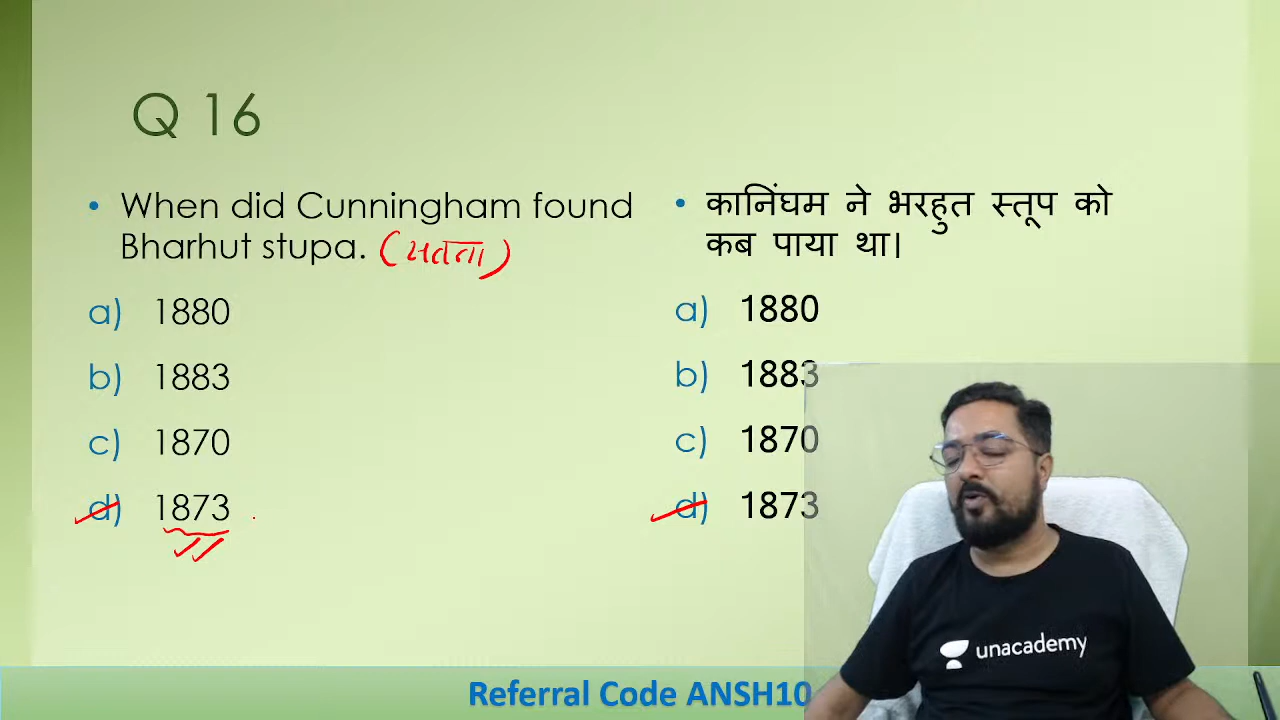 Q 16
• When did Cunningham found
Bharhut stupa. (सतना)
a) 1880
b) 1883
c) 1870
d) 1873
• कानिंघम ने भरहुत स्तूप को
कब पाया था।
a) 1880
b) 1883
c) 1870
d) 1873
unacademy
Referral Code ANSH10